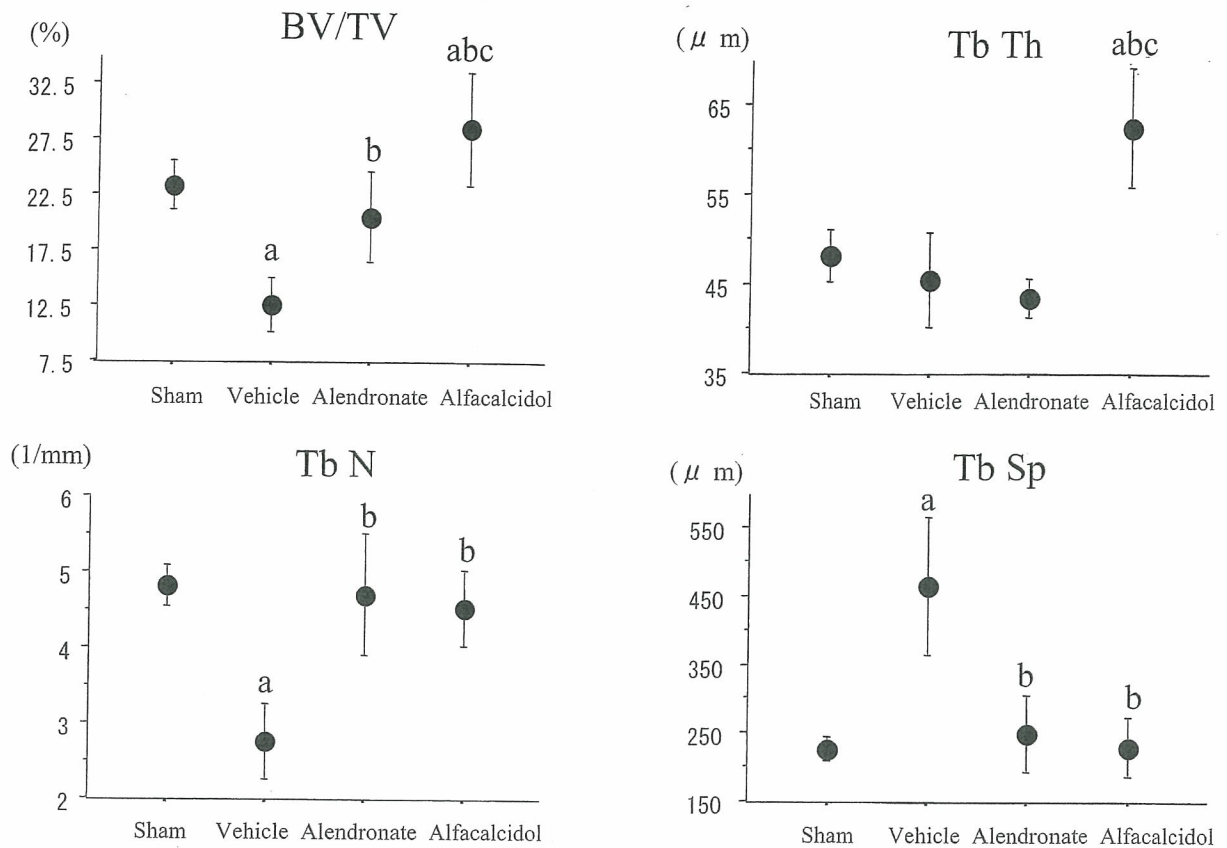 BV/TV
(%)
32.5
27.5
22.5
17.5
12.5
7.5
abc
b
a
Sham Vehicle Alendronate Alfacalcidol
Tb Th
(μ m)
65
55
45
35
abc
Sham Vehicle Alendronate Alfacalcidol
Tb N
(1/mm)
6
5
4
3
2
b
b
a
Sham Vehicle Alendronate Alfacalcidol
Tb Sp
(μ m)
550
450
350
250
150
a
b
b
Sham Vehicle Alendronate Alfacalcidol